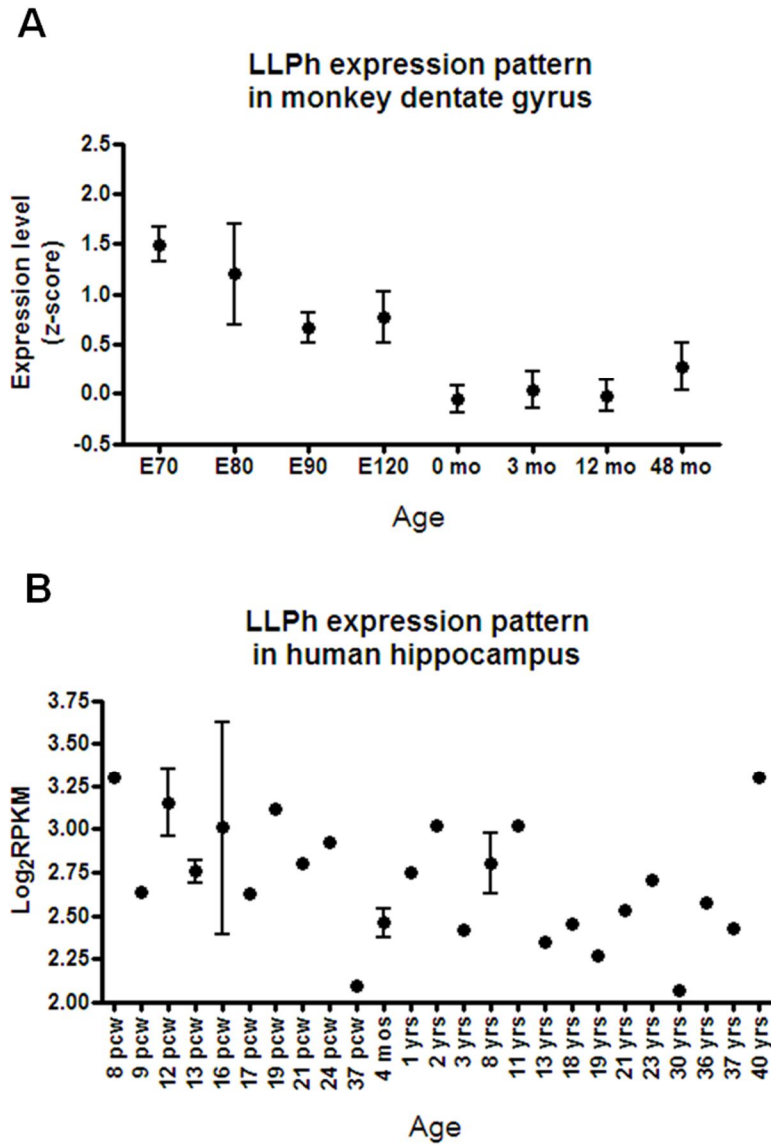 A
LLPh expression pattern
in monkey dentate gyrus
Expression level
(z-score)
2.5
2.0
1.5
1.0
0.5
0.0
-0.5
E70 E80 E90 E120 0 mo 3 mo 12 mo 48 mo
Age
B
LLPh expression pattern
in human hippocampus
Log₂RPKM
3.75
3.50
3.25
3.00
2.75
2.50
2.25
2.00
8 pcw
9 pcw
12 pcw
13 pcw
16 pcw
17 pcw
19 pcw
21 pcw
24 pcw
37 pcw
4 mos
1 yrs
2 yrs
3 yrs
8 yrs
11 yrs
13 yrs
18 yrs
19 yrs
21 yrs
23 yrs
30 yrs
36 yrs
37 yrs
40 yrs
Age